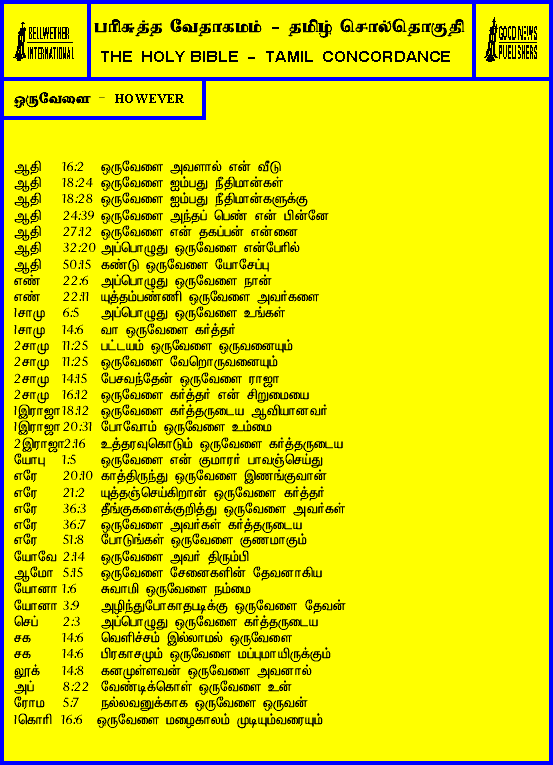 BELLWETHER
INTERNATIONAL
பரிசுத்த வேதாகமம் - தமிழ் சொல்தொகுதி
THE HOLY BIBLE - TAMIL CONCORDANCE
GOOD NEWS
PUBLISHERS
ஒருவேளை - HOWEVER
ஆதி 16:2 ஒருவேளை அவளால் என் வீடு
ஆதி 18:24 ஒருவேளை ஐம்பது நீதிமான்கள்
ஆதி 18:28 ஒருவேளை ஐம்பது நீதிமான்களுக்கு
ஆதி 24:39 ஒருவேளை அந்தப் பெண் என் பின்னே
ஆதி 27:12 ஒருவேளை என் தகப்பன் என்னை
ஆதி 32:20 அப்பொழுது ஒருவேளை என்பேரில்
ஆதி 50:15 கண்டு ஒருவேளை யோசேப்பு
எண் 22:6 அப்பொழுது ஒருவேளை நான்
எண் 22:11 யுத்தம்பண்ணி ஒருவேளை அவர்களை
1சாமு 6:5 அப்பொழுது ஒருவேளை உங்கள்
1சாமு 14:6 வா ஒருவேளை கர்த்தர்
2சாமு 11:25 பட்டயம் ஒருவேளை ஒருவனையும்
2சாமு 11:25 ஒருவேளை வேறொருவனையும்
2சாமு 14:15 பேசவந்தேன் ஒருவேளை ராஜா
2சாமு 16:12 ஒருவேளை கர்த்தர் என் சிறுமையை
1இராஜா18:12 ஒருவேளை கர்த்தருடைய ஆவியானவர்
1இராஜா 20:31 போவோம் ஒருவேளை உம்மை
2இராஜா2:16 உத்தரவுகொடும் ஒருவேளை கர்த்தருடைய
யோபு 1:5 ஒருவேளை என் குமாரர் பாவஞ்செய்து
எரே 20:10 காத்திருந்து ஒருவேளை இணங்குவான்
எரே 21:2 யுத்தஞ்செய்கிறான் ஒருவேளை கர்த்தர்
எரே 36:3 தீங்குகளைக்குறித்து ஒருவேளை அவர்கள்
எரே 36:7 ஒருவேளை அவர்கள் கர்த்தருடைய
எரே 51:8 போடுங்கள் ஒருவேளை குணமாகும்
யோவே 2:14 ஒருவேளை அவர் திரும்பி
ஆமோ 5:15 ஒருவேளை சேனைகளின் தேவனாகிய
யோனா 1:6 சுவாமி ஒருவேளை நம்மை
யோனா 3:9 அழிந்துபோகாதபடிக்கு ஒருவேளை தேவன்
செப் 2:3 அப்பொழுது ஒருவேளை கர்த்தருடைய
சக 14:6 வெளிச்சம் இல்லாமல் ஒருவேளை
சக 14:6 பிரகாசமும் ஒருவேளை மப்புமாயிருக்கும்
லூக் 14:8 கனமுள்ளவன் ஒருவேளை அவனால்
அப் 8:22 வேண்டிக்கொள் ஒருவேளை உன்
ரோம 5:7 நல்லவனுக்காக ஒருவேளை ஒருவன்
1கொரி 16:6 ஒருவேளை மழைகாலம் முடியும்வரையும்